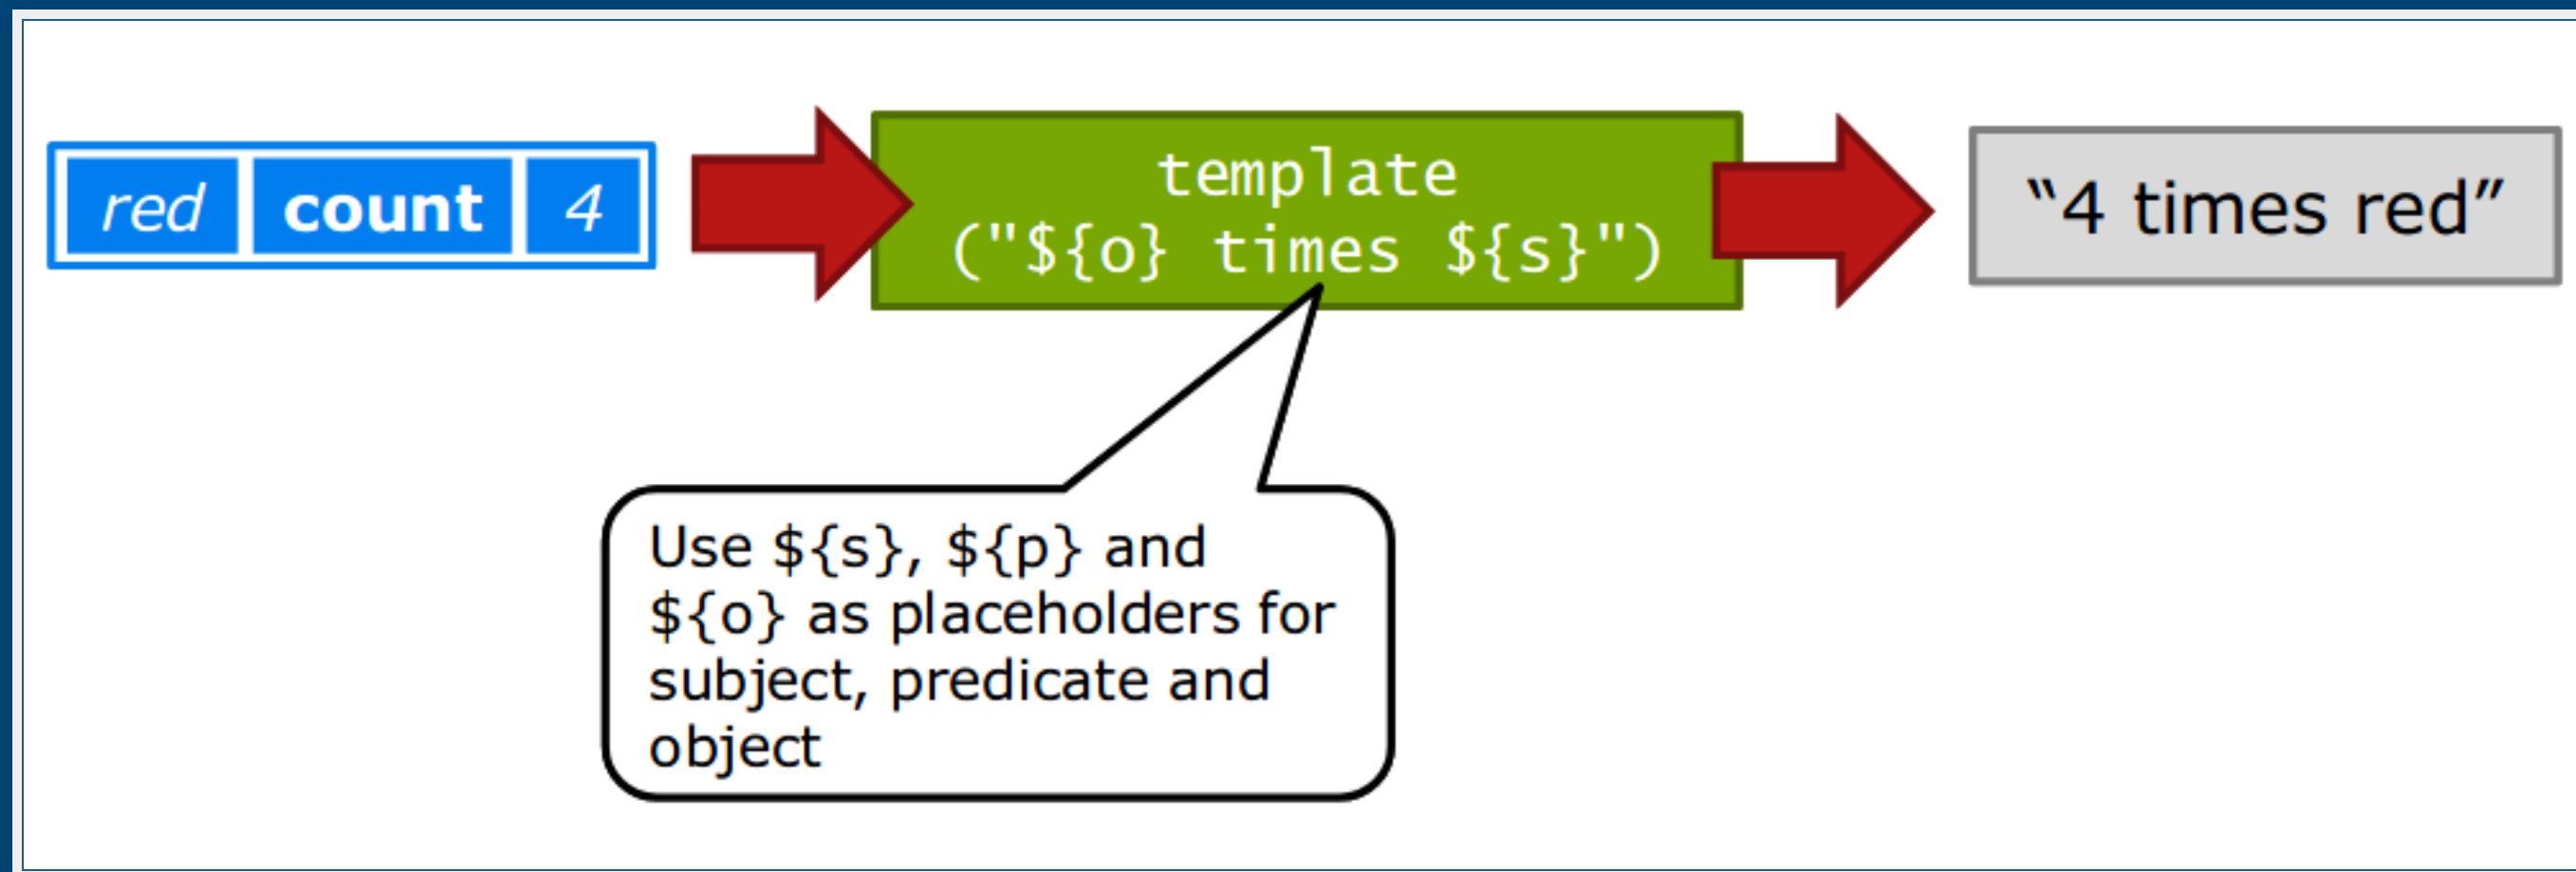 red count 4
template
("${o} times ${s}")
“4 times red”
Use ${s}, ${p} and
${o} as placeholders for
subject, predicate and
object